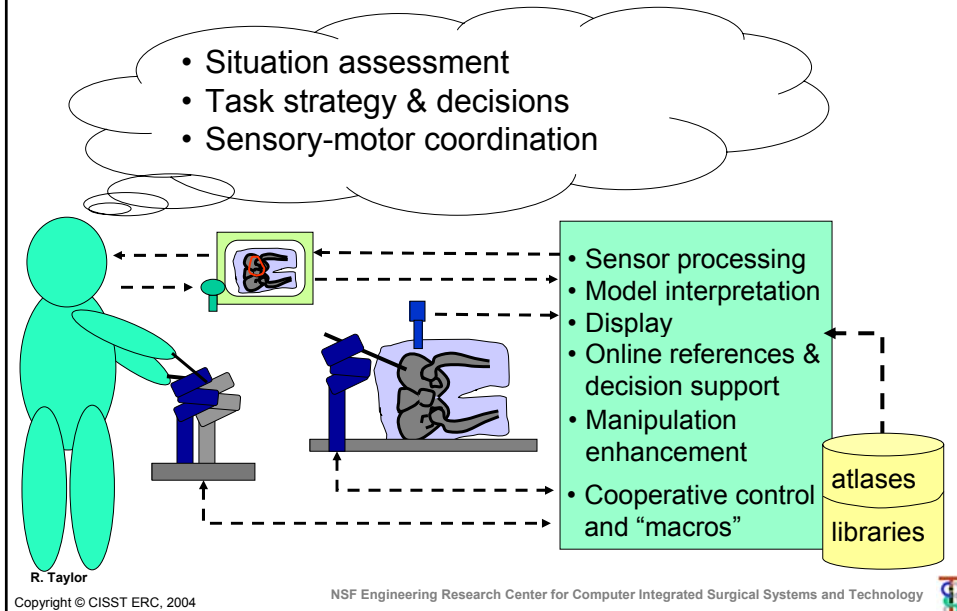 • Situation assessment
• Task strategy & decisions
• Sensory-motor coordination
• Sensor processing
• Model interpretation
• Display
• Online references &
decision support
• Manipulation
enhancement
• Cooperative control
and “macros”
atlases
libraries
R. Taylor
Copyright © CISST ERC, 2004
NSF Engineering Research Center for Computer Integrated Surgical Systems and Technology